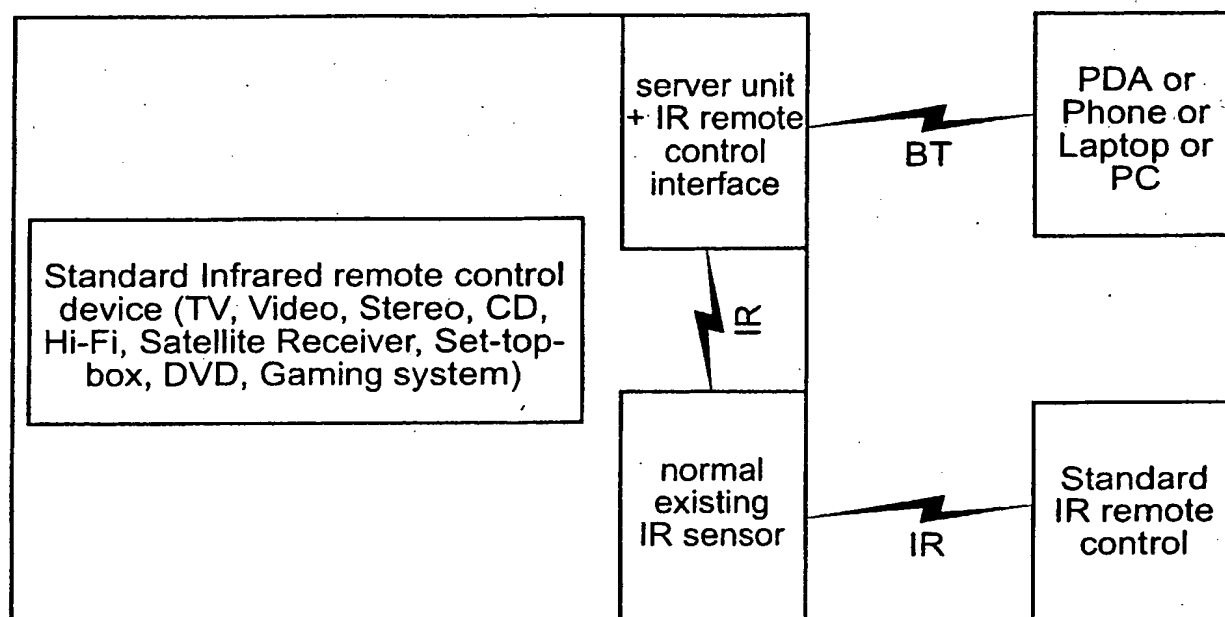 server unit
+ IR remote
control
interface
BT
PDA or
Phone or
Laptop or
PC
Standard Infrared remote control
device (TV, Video, Stereo, CD,
Hi-Fi, Satellite Receiver, Set-top-
box, DVD, Gaming system)
IR
normal
existing
IR sensor
IR
Standard
IR remote
control